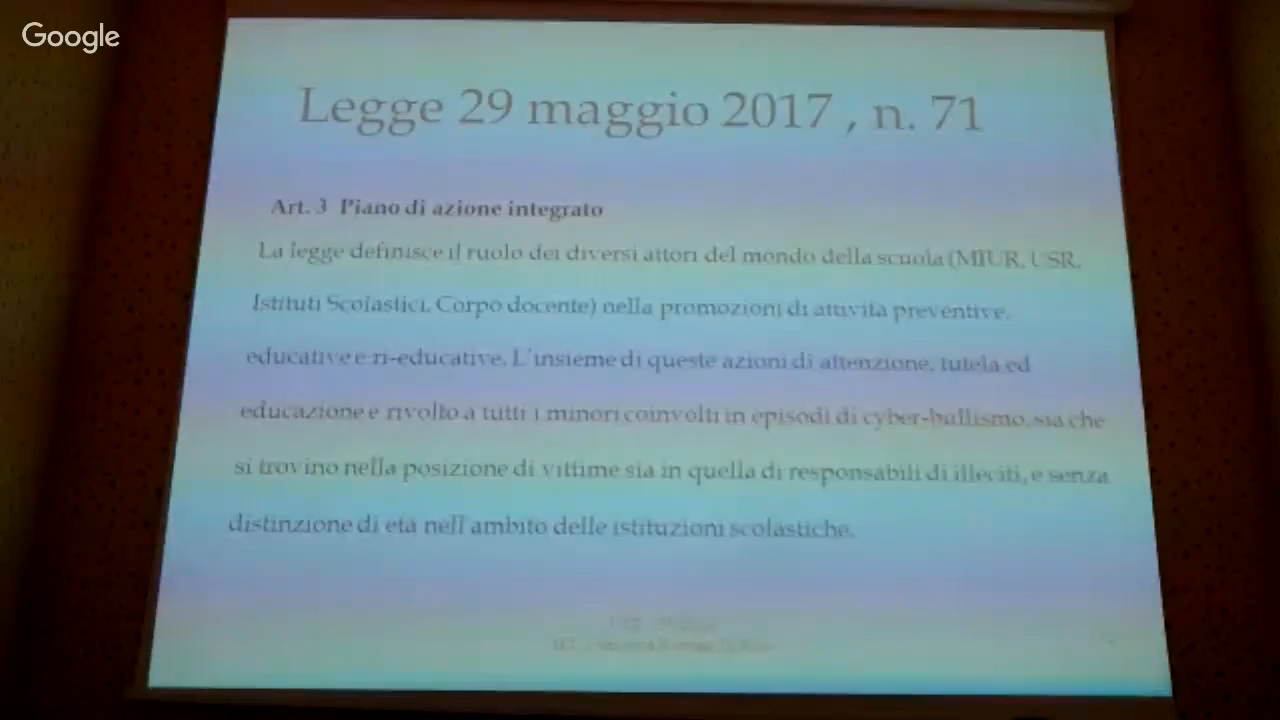 Google
Legge 29 maggio 2017 , n. 71
Art. 3 Piano di azione integrato
La legge definisce il ruolo dei diversi attori del mondo della scuola (MIUR, USR,
Istituti Scolastici, Corpo docente) nella promozioni di attività preventive,
educative e ri-educative. L'insieme di queste azioni di attenzione, tutela ed
educazione è rivolto a tutti i minori coinvolti in episodi di cyber-bullismo, sia che
si trovino nella posizione di vittime sia in quella di responsabili di illeciti, e senza
distinzione di età nell'ambito delle istituzioni scolastiche.